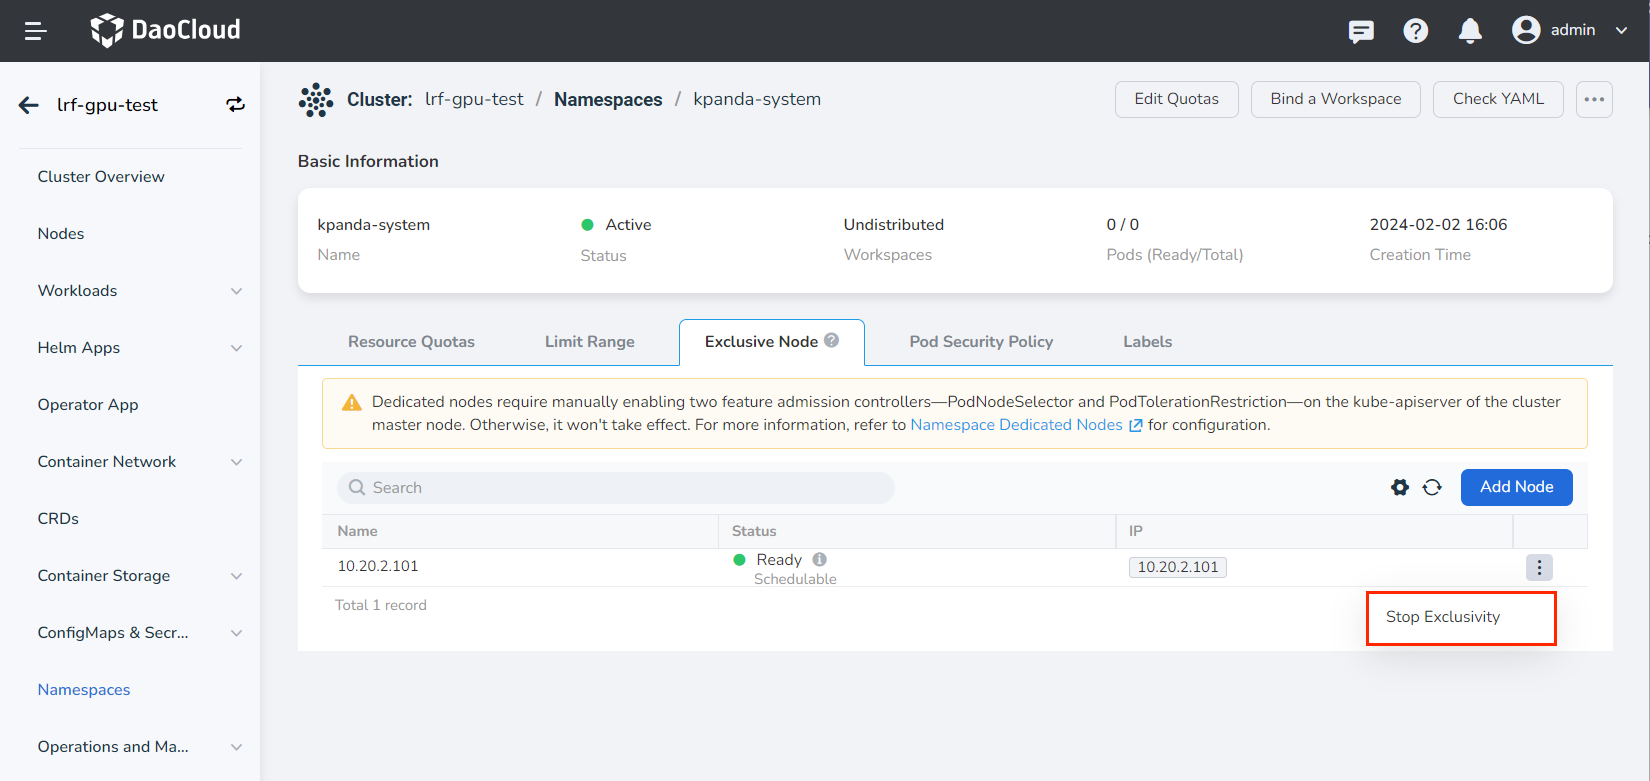 DaoCloud
admin
lrf-gpu-test
Cluster: lrf-gpu-test / Namespaces / kpanda-system
Edit Quotas
Bind a Workspace
Check YAML
Cluster Overview
Nodes
Workloads
Helm Apps
Operator App
Container Network
CRDs
Container Storage
ConfigMaps & Secr...
Namespaces
Operations and Ma...
Basic Information
kpanda-system
Name
Active
Status
Undistributed
Workspaces
0 / 0
Pods (Ready/Total)
2024-02-02 16:06
Creation Time
Resource Quotas
Limit Range
Exclusive Node
Pod Security Policy
Labels
Dedicated nodes require manually enabling two feature admission controllers—PodNodeSelector and PodTolerationRestriction—on the kube-apiserver of the cluster
master node. Otherwise, it won't take effect. For more information, refer to Namespace Dedicated Nodes for configuration.
Search
Add Node
Name
Status
IP
10.20.2.101
Ready
Schedulable
10.20.2.101
Total 1 record
Stop Exclusivity